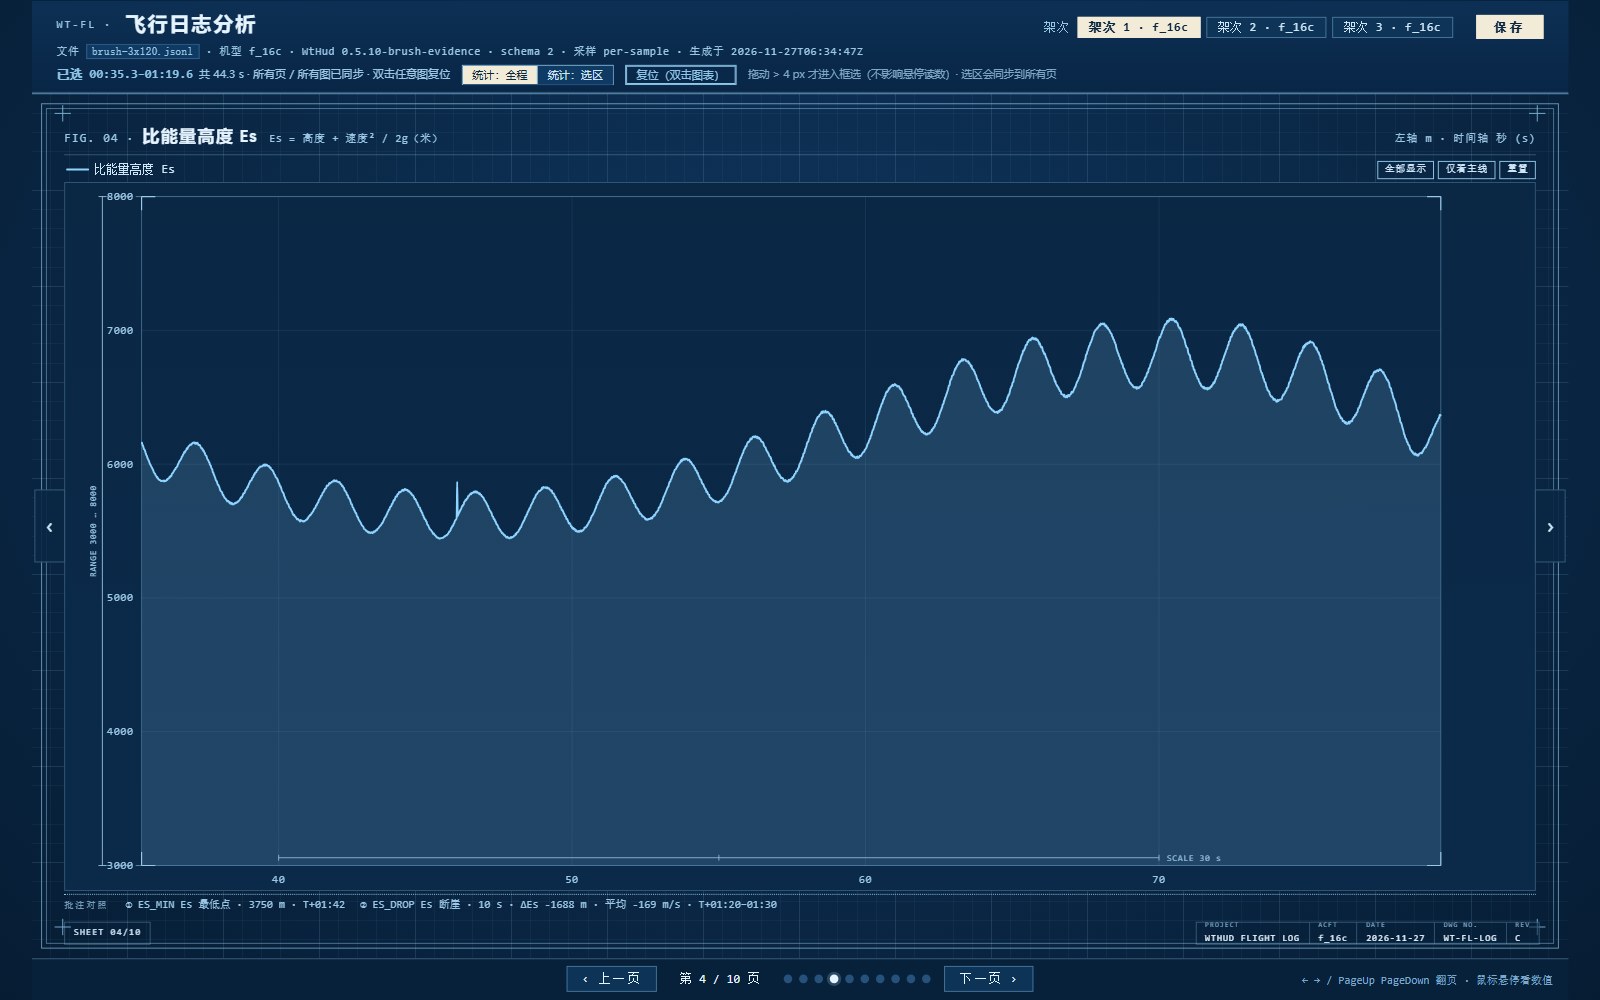 WT-FL · 飞行日志分析
架次 架次 1 · f_16c 架次 2 · f_16c 架次 3 · f_16c 保存
文件 brush-3x120.jsonl · 机型 f_16c · WtHud 0.5.10-brush-evidence · schema 2 · 采样 per-sample · 生成于 2026-11-27T06:34:47Z
已选 00:35.3–01:19.6 共 44.3 s · 所有页 / 所有图已同步 · 双击任意图复位 统计: 全程 统计: 选区 复位 (双击图表) 拖动 > 4 px 才进入框选 (不影响悬停读数) · 选区会同步到所有页
FIG. 04 · 比能量高度 Es Es = 高度 + 速度² / 2g (米)
左轴 m · 时间轴 秒 (s)
比能量高度 Es
全部显示 仅看主线 重置
8000
7000
6000
5000
4000
3000
RANGE 3000 … 8000
SCALE 30 s
40 50 60 70
‹
›
批注对照 ① ES_MIN Es 最低点 · 3750 m · T+01:42 ② ES_DROP Es 断崖 · 10 s · ΔEs -1688 m · 平均 -169 m/s · T+01:20–01:30
SHEET 04/10
PROJECT ACFT DATE DWG NO. REV
WTHUD FLIGHT LOG f_16c 2026-11-27 WT-FL-LOG C
‹ 上一页 第 4 / 10 页 下一页 ›
← → / PageUp PageDown 翻页 · 鼠标悬停看数值